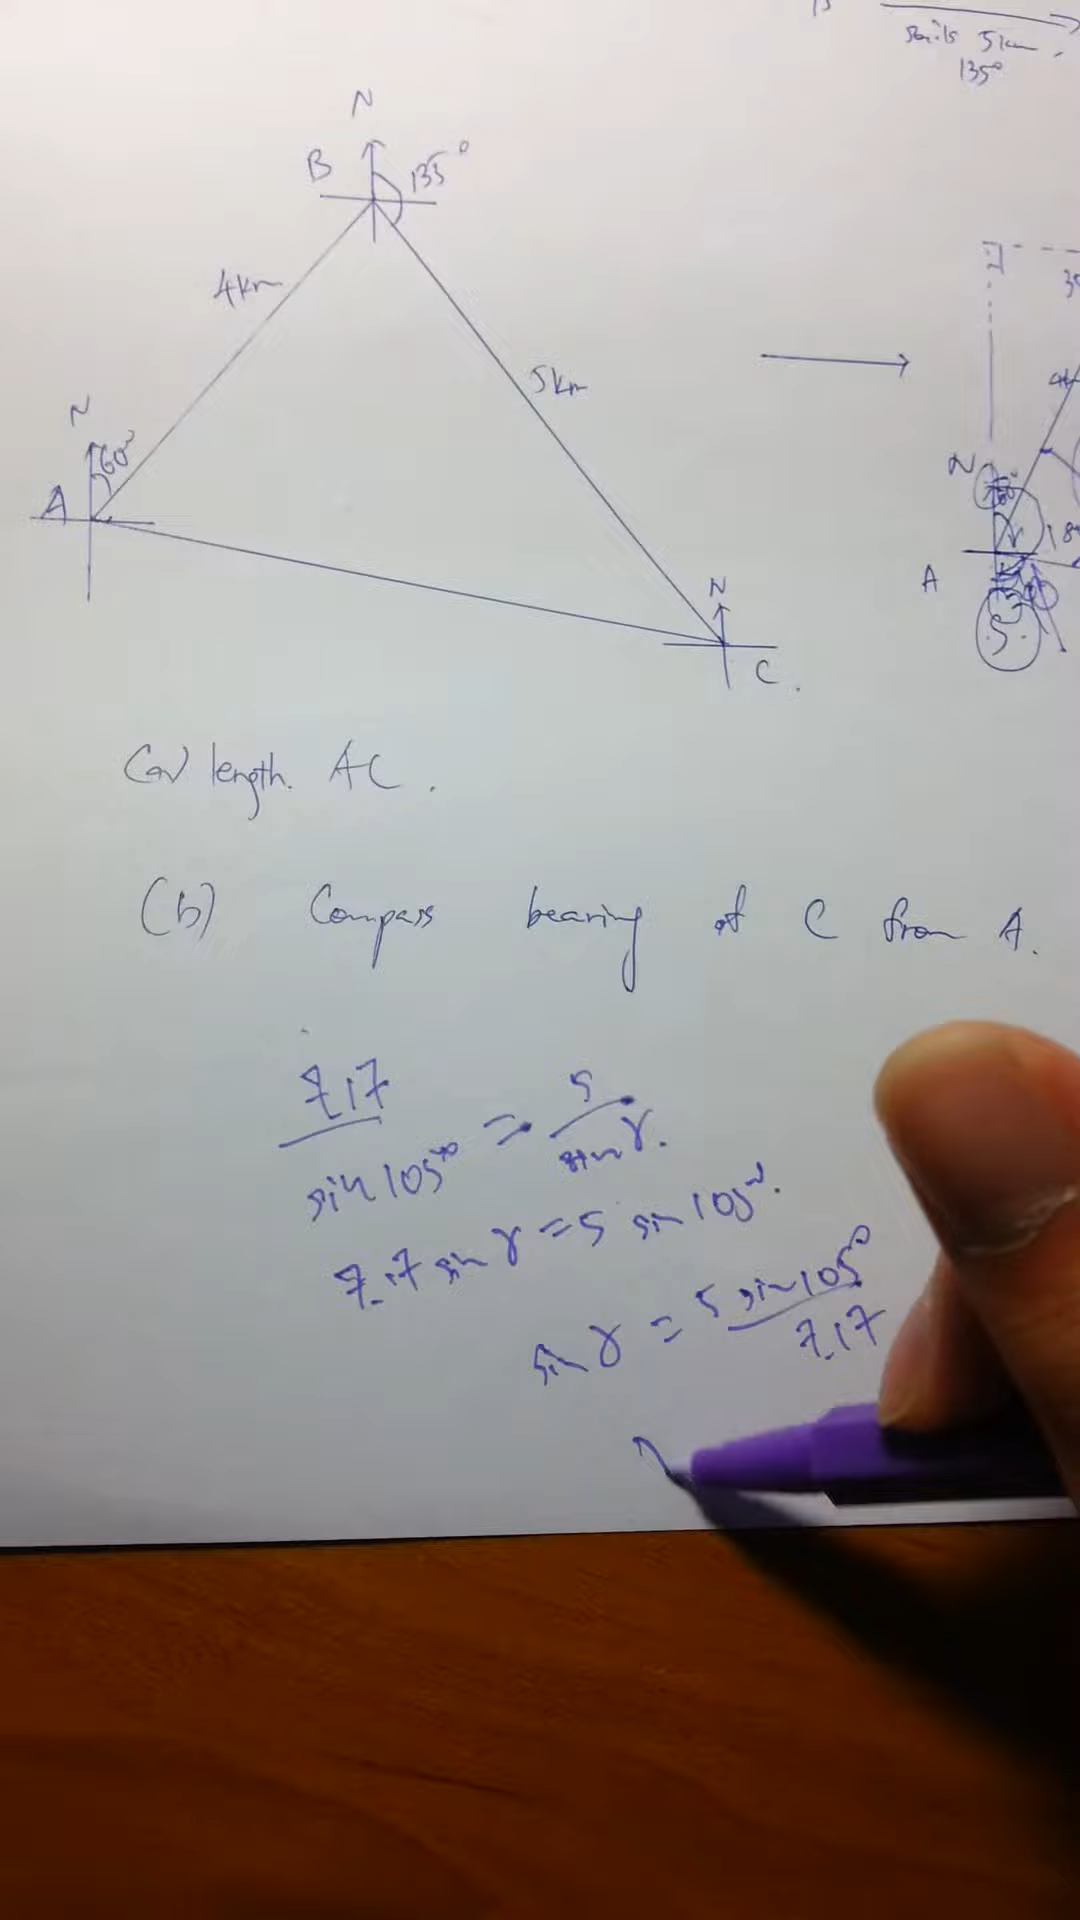 sails 5km.
135°
N
B
135°
4km
5km
N
60°
A
N
C.
N
A
S
(a) length. AC.
(b) Compass bearing of C from A.
7.17 / sin 105° = 5 / sin γ.
7.17 sin γ = 5 sin 105°.
sin γ = 5 sin 105° / 7.17